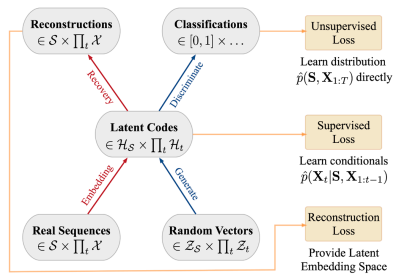 Reconstructions
∈ 𝒮 × ∏ₜ 𝒳
Classifications
∈ [0, 1] × …
Unsupervised
Loss
Learn distribution
p̂(𝐒, 𝐗₁:T) directly
Recovery
Discriminate
Latent Codes
∈ ℋ𝒮 × ∏ₜ ℋₜ
Supervised
Loss
Learn conditionals
p̂(𝐗ₜ|𝐒, 𝐗₁:ₜ₋₁)
Embedding
Generate
Real Sequences
∈ 𝒮 × ∏ₜ 𝒳
Random Vectors
∈ 𝒵𝒮 × ∏ₜ 𝒵ₜ
Reconstruction
Loss
Provide Latent
Embedding Space